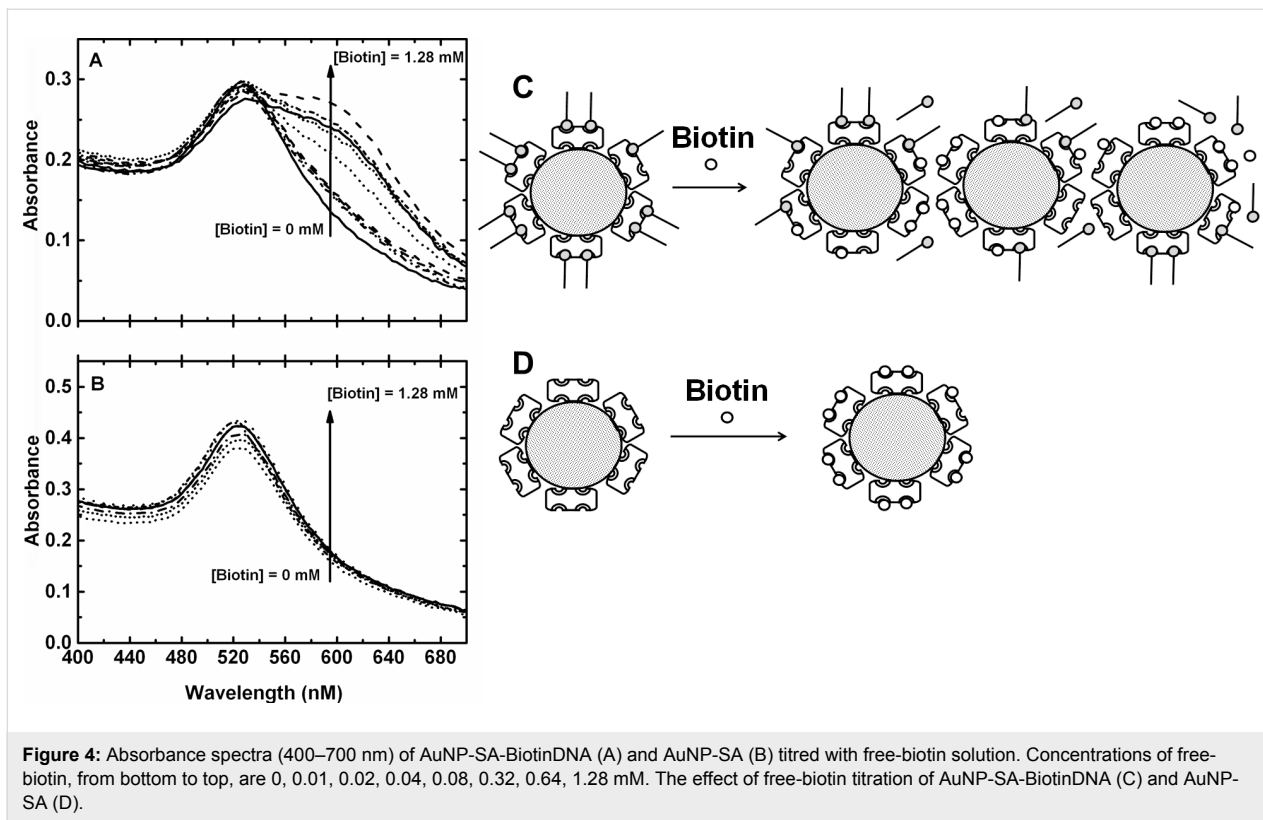 A
[Biotin] = 1.28 mM
0.3
0.2
0.1
0.0
Absorbance
[Biotin] = 0 mM
C
Biotin
B
[Biotin] = 1.28 mM
0.5
0.4
0.3
0.2
0.1
0.0
Absorbance
[Biotin] = 0 mM
400 440 480 520 560 600 640 680
Wavelength (nM)
D
Biotin
Figure 4: Absorbance spectra (400–700 nm) of AuNP-SA-BiotinDNA (A) and AuNP-SA (B) titred with free-biotin solution. Concentrations of free-
biotin, from bottom to top, are 0, 0.01, 0.02, 0.04, 0.08, 0.32, 0.64, 1.28 mM. The effect of free-biotin titration of AuNP-SA-BiotinDNA (C) and AuNP-
SA (D).